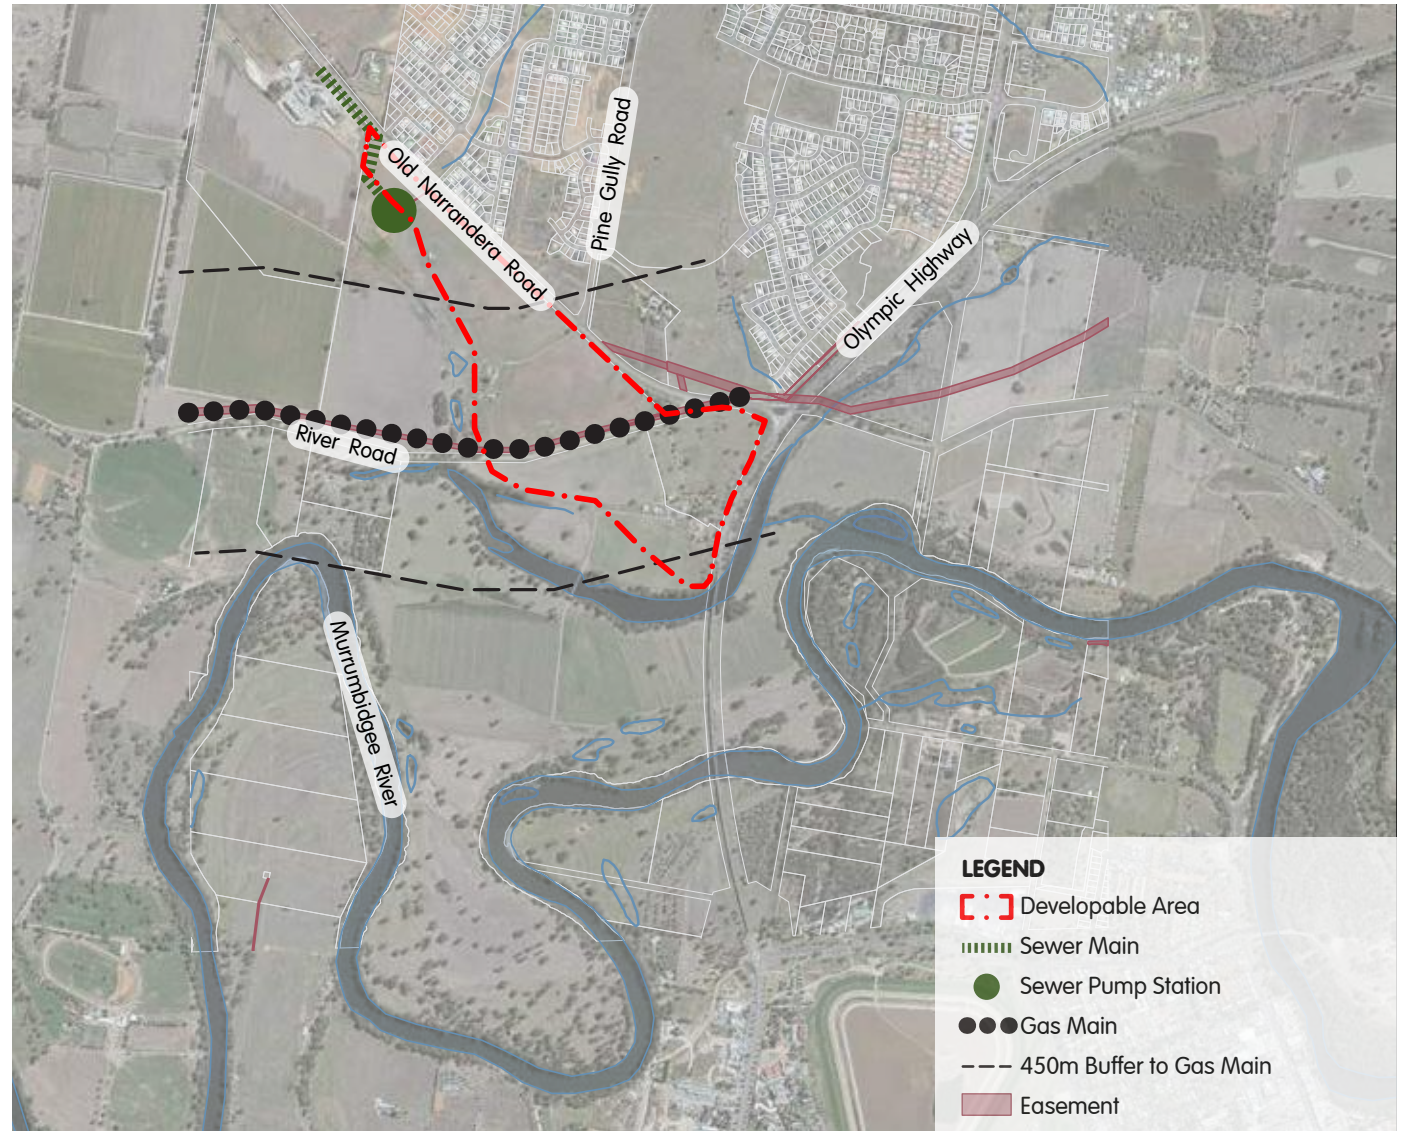 Old Narrandera Road
Pine Gully Road
Olympic Highway
River Road
Murrumbidgee River
LEGEND
Developable Area
Sewer Main
Sewer Pump Station
Gas Main
450m Buffer to Gas Main
Easement